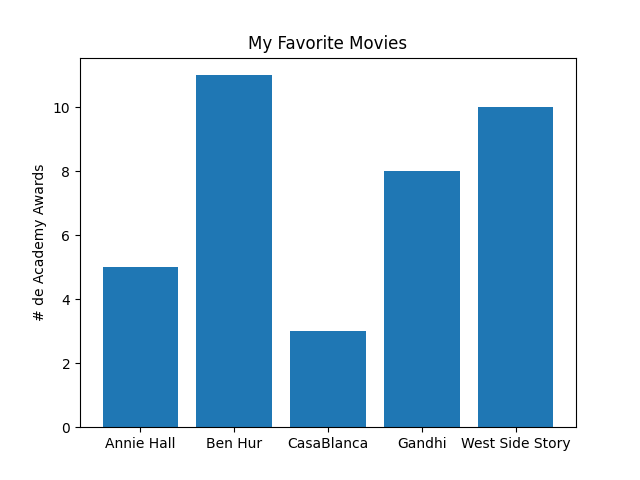 My Favorite Movies
# de Academy Awards
10
8
6
4
2
0
Annie Hall
Ben Hur
CasaBlanca
Gandhi
West Side Story